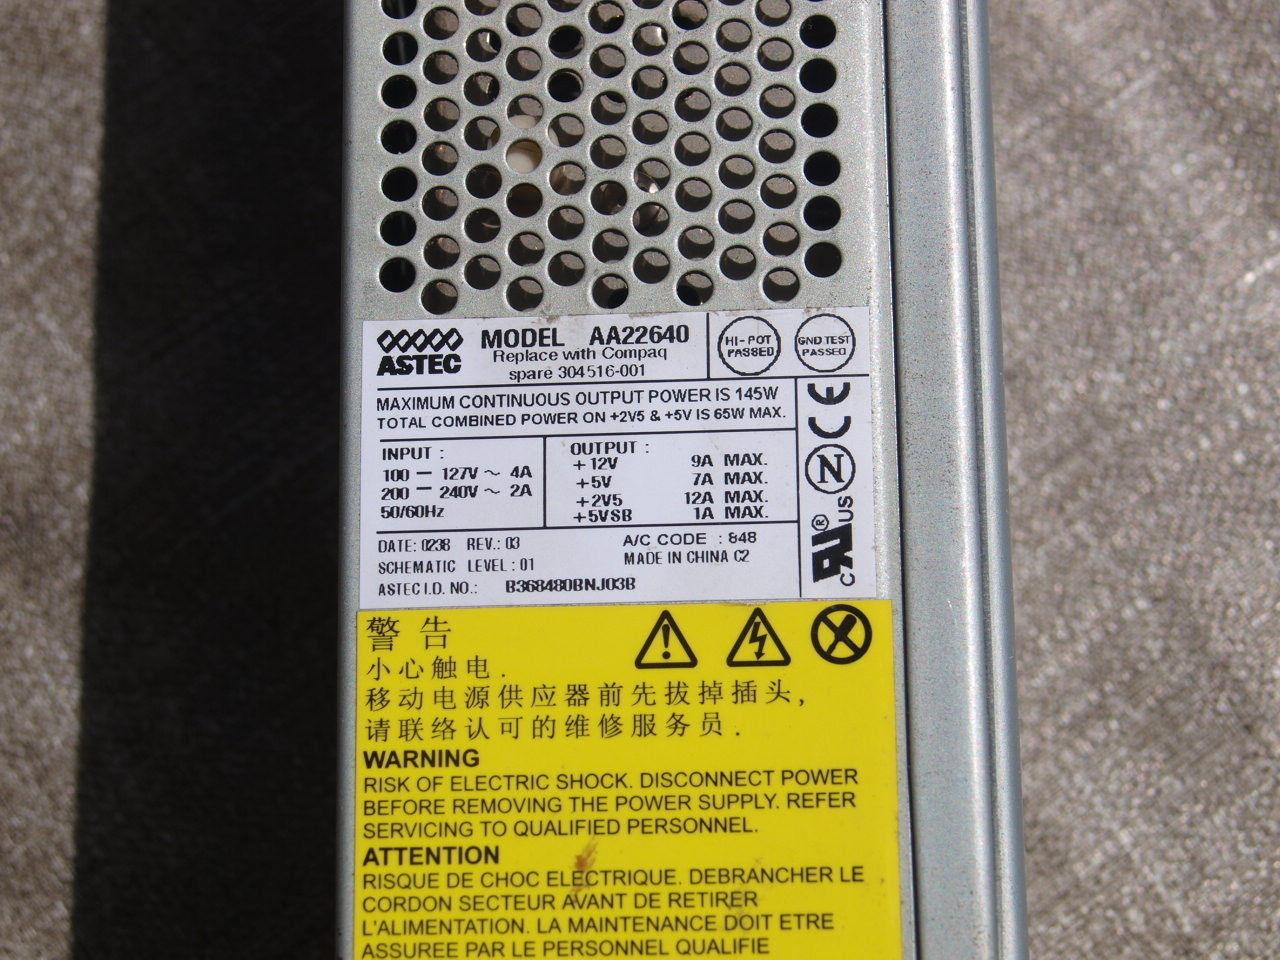 ASTEC
MODEL AA22640
Replace with Compaq
spare 304516-001
HI-POT
PASSED
GND TEST
PASSED
MAXIMUM CONTINUOUS OUTPUT POWER IS 145W
TOTAL COMBINED POWER ON +2V5 & +5V IS 65W MAX.
INPUT :
100 — 127V ~ 4A
200 — 240V ~ 2A
50/60Hz
OUTPUT :
+12V 9A MAX.
+5V 7A MAX.
+2V5 12A MAX.
+5VSB 1A MAX.
CE
N
C RU ® US
DATE: 0238 REV.: 03
A/C CODE : 848
SCHEMATIC LEVEL : 01
MADE IN CHINA C2
ASTEC I.D. NO.: B368480BNJ03B
警告
小心触电.
移动电源供应器前先拔掉插头,
请联络认可的维修服务员.
WARNING
RISK OF ELECTRIC SHOCK. DISCONNECT POWER
BEFORE REMOVING THE POWER SUPPLY. REFER
SERVICING TO QUALIFIED PERSONNEL.
ATTENTION
RISQUE DE CHOC ELECTRIQUE. DEBRANCHER LE
CORDON SECTEUR AVANT DE RETIRER
L'ALIMENTATION. LA MAINTENANCE DOIT ETRE
ASSUREE PAR LE PERSONNEL QUALIFIE